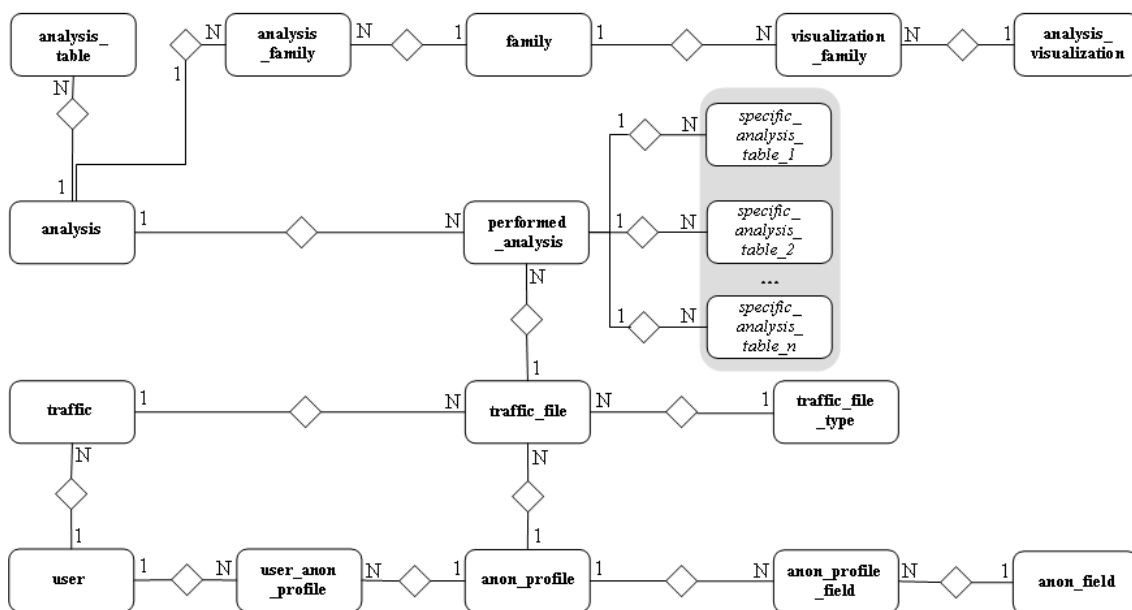 analysis_
table
N
1
1
N
analysis
_family
N
1
family
1
N
visualization
_family
N
1
analysis_
visualization
1
N
specific_
analysis_
table_1
analysis
1
N
performed
_analysis
1
N
specific_
analysis_
table_2
...
1
N
specific_
analysis_
table_n
N
1
traffic
1
N
traffic_file
N
1
traffic_file
_type
N
1
N
1
user
1
N
user_anon
_profile
N
1
anon_profile
1
N
anon_profile
_field
N
1
anon_field